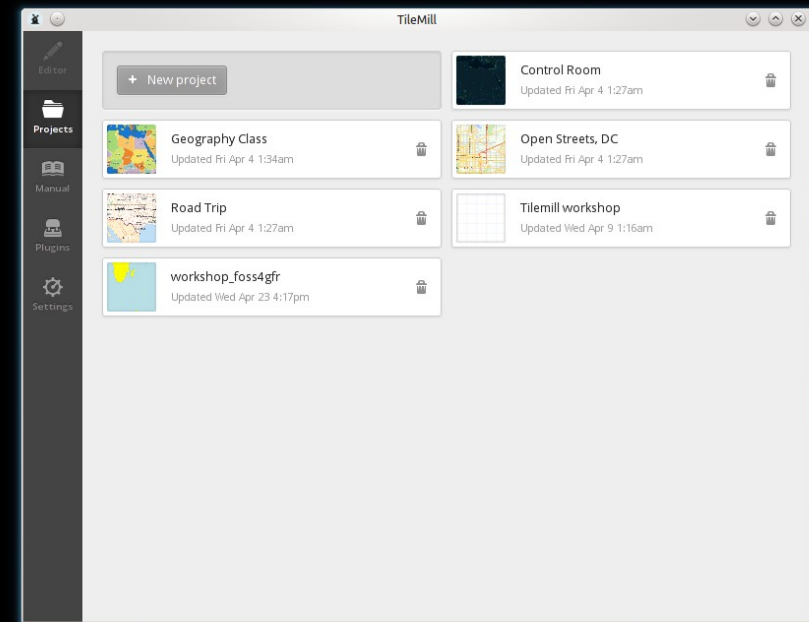 TileMill
Editor
Projects
Manual
Plugins
Settings
+ New project
Control Room
Updated Fri Apr 4 1:27am
Geography Class
Updated Fri Apr 4 1:34am
Open Streets, DC
Updated Fri Apr 4 1:27am
Road Trip
Updated Fri Apr 4 1:27am
Tilemill workshop
Updated Wed Apr 9 1:16am
workshop_foss4gfr
Updated Wed Apr 23 4:17pm